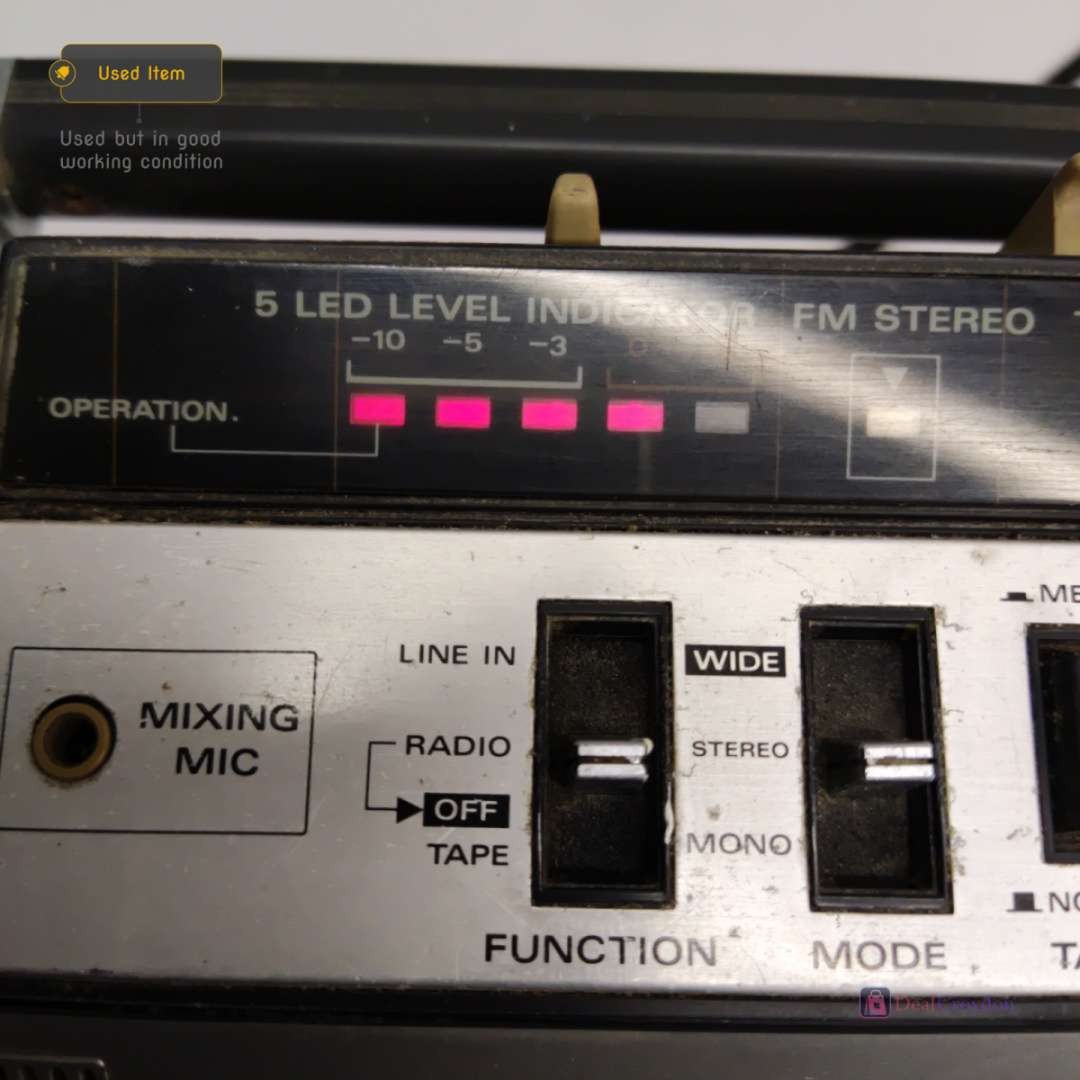 Used Item
Used but in good
working condition
5 LED LEVEL INDICATOR
FM STEREO
-10 -5 -3
OPERATION.
MIXING
MIC
LINE IN
RADIO
OFF
TAPE
FUNCTION
WIDE
STEREO
MONO
MODE